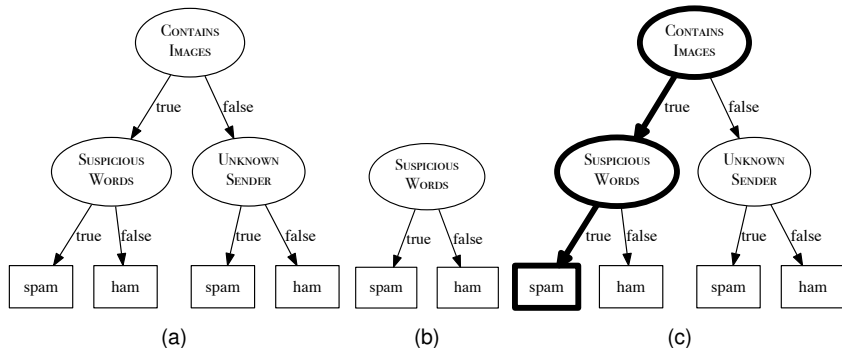 CONTAINS
IMAGES
true
false
SUSPICIOUS
WORDS
UNKNOWN
SENDER
true
false
true
false
spam
ham
spam
ham
(a)
SUSPICIOUS
WORDS
true
false
spam
ham
(b)
CONTAINS
IMAGES
true
false
SUSPICIOUS
WORDS
UNKNOWN
SENDER
true
false
true
false
spam
ham
spam
ham
(c)